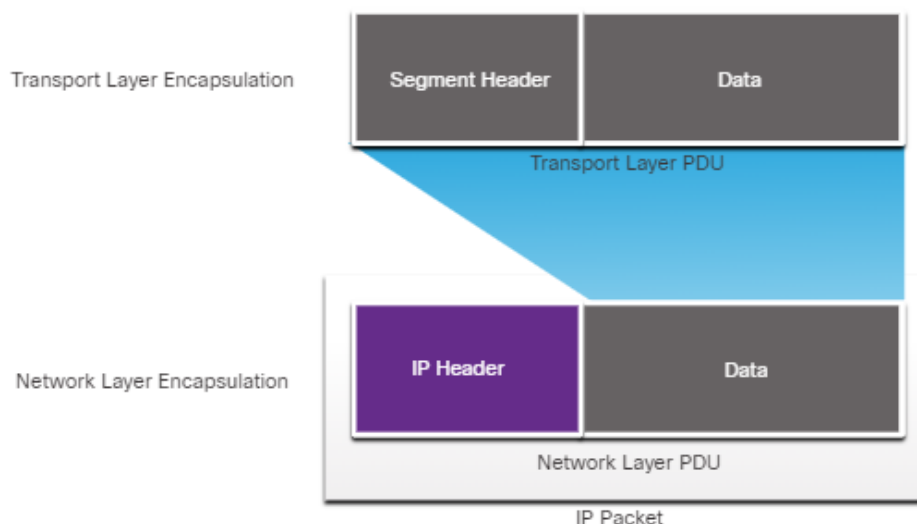 Transport Layer Encapsulation
Segment Header
Data
Transport Layer PDU
Network Layer Encapsulation
IP Header
Data
Network Layer PDU
IP Packet